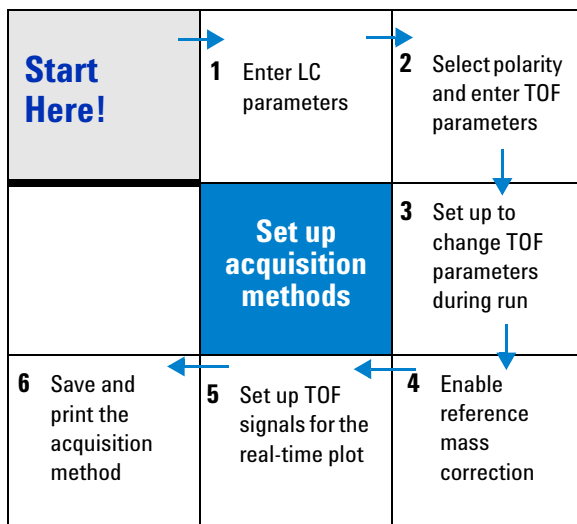 Start
Here!
1 Enter LC
parameters
2 Select polarity
and enter TOF
parameters
Set up
acquisition
methods
3 Set up to
change TOF
parameters
during run
4 Enable
reference
mass
correction
5 Set up TOF
signals for the
real-time plot
6 Save and
print the
acquisition
method